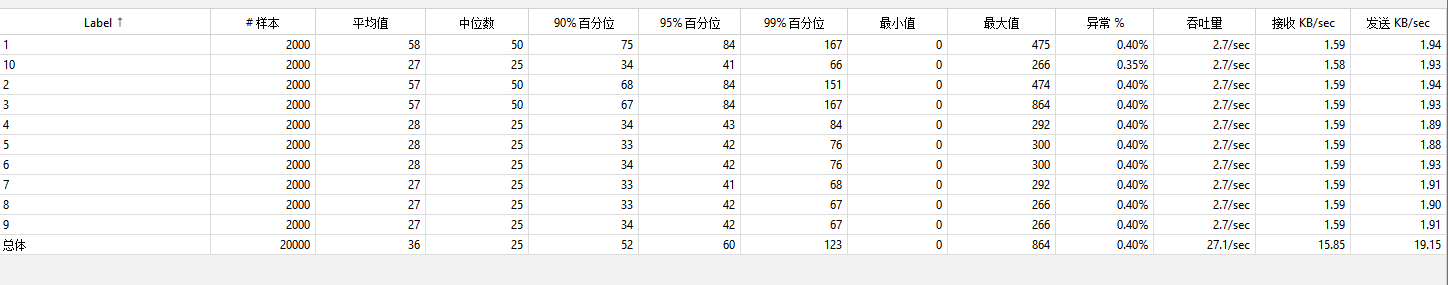 Label ↑ # 样本 平均值 中位数 90% 百分位 95% 百分位 99% 百分位 最小值 最大值 异常 % 吞吐量 接收 KB/sec 发送 KB/sec
1 2000 58 50 75 84 167 0 475 0.40% 2.7/sec 1.59 1.94
10 2000 27 25 34 41 66 0 266 0.35% 2.7/sec 1.58 1.93
2 2000 57 50 68 84 151 0 474 0.40% 2.7/sec 1.59 1.94
3 2000 57 50 67 84 167 0 864 0.40% 2.7/sec 1.59 1.93
4 2000 28 25 34 43 84 0 292 0.40% 2.7/sec 1.59 1.89
5 2000 28 25 33 42 76 0 300 0.40% 2.7/sec 1.59 1.88
6 2000 28 25 34 42 76 0 300 0.40% 2.7/sec 1.59 1.93
7 2000 27 25 33 41 68 0 292 0.40% 2.7/sec 1.59 1.91
8 2000 27 25 33 42 67 0 266 0.40% 2.7/sec 1.59 1.90
9 2000 27 25 34 42 67 0 266 0.40% 2.7/sec 1.59 1.91
总体 20000 36 25 52 60 123 0 864 0.40% 27.1/sec 15.85 19.15